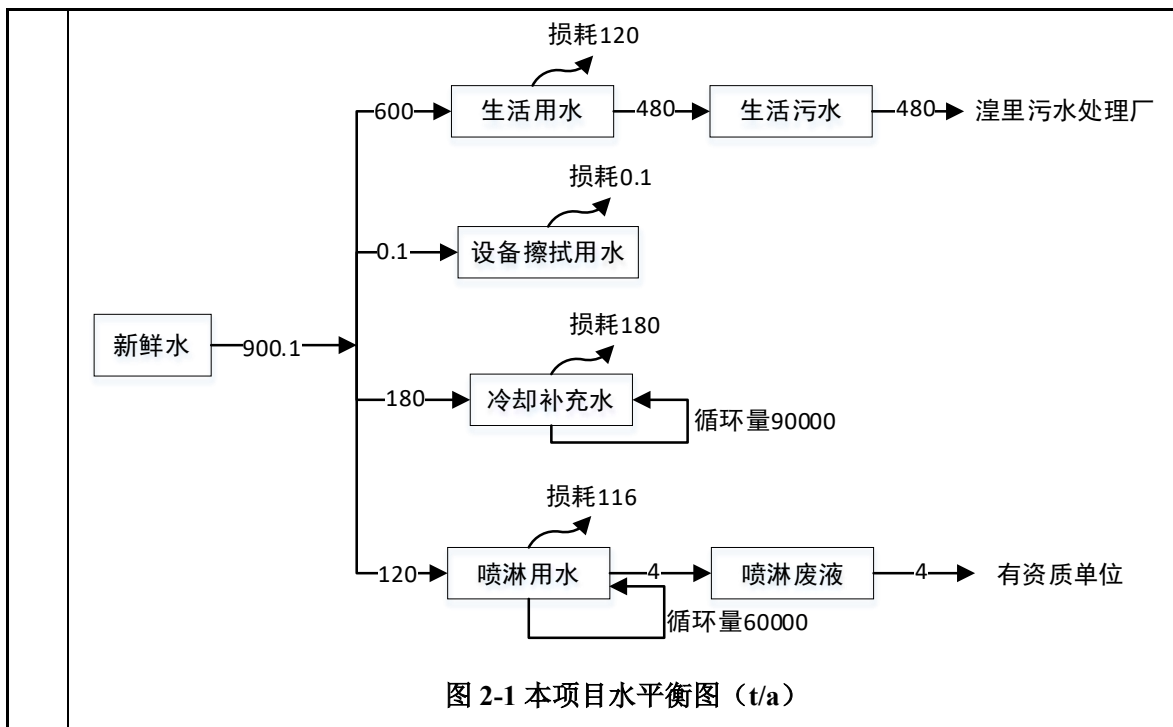 损耗120
600
生活用水
480
生活污水
480
湟里污水处理厂
损耗0.1
0.1
设备擦拭用水
新鲜水
900.1
损耗180
180
冷却补充水
循环量90000
损耗116
120
喷淋用水
4
喷淋废液
4
有资质单位
循环量60000
图 2-1 本项目水平衡图（t/a）